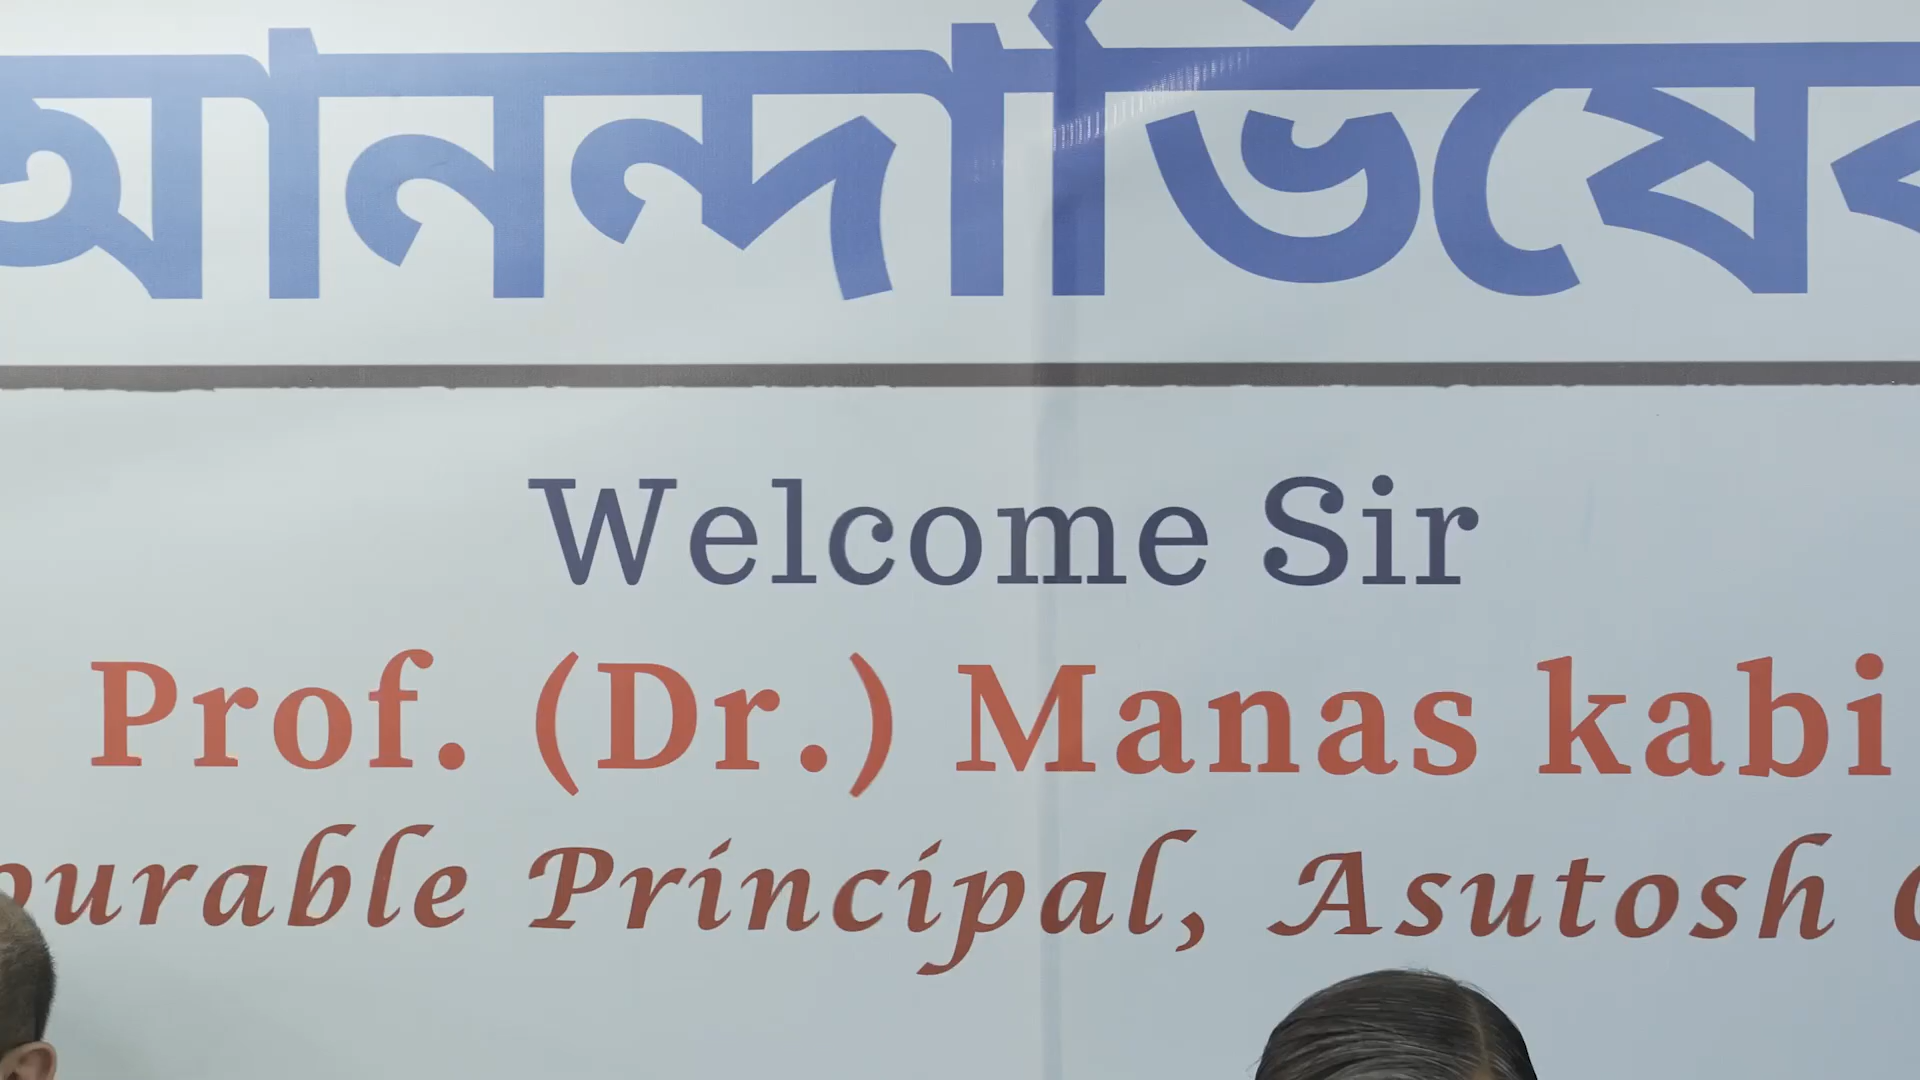 আনন্দাভিষে
Welcome Sir
Prof. (Dr.) Manas kabi
ourable Principal, Asutosh